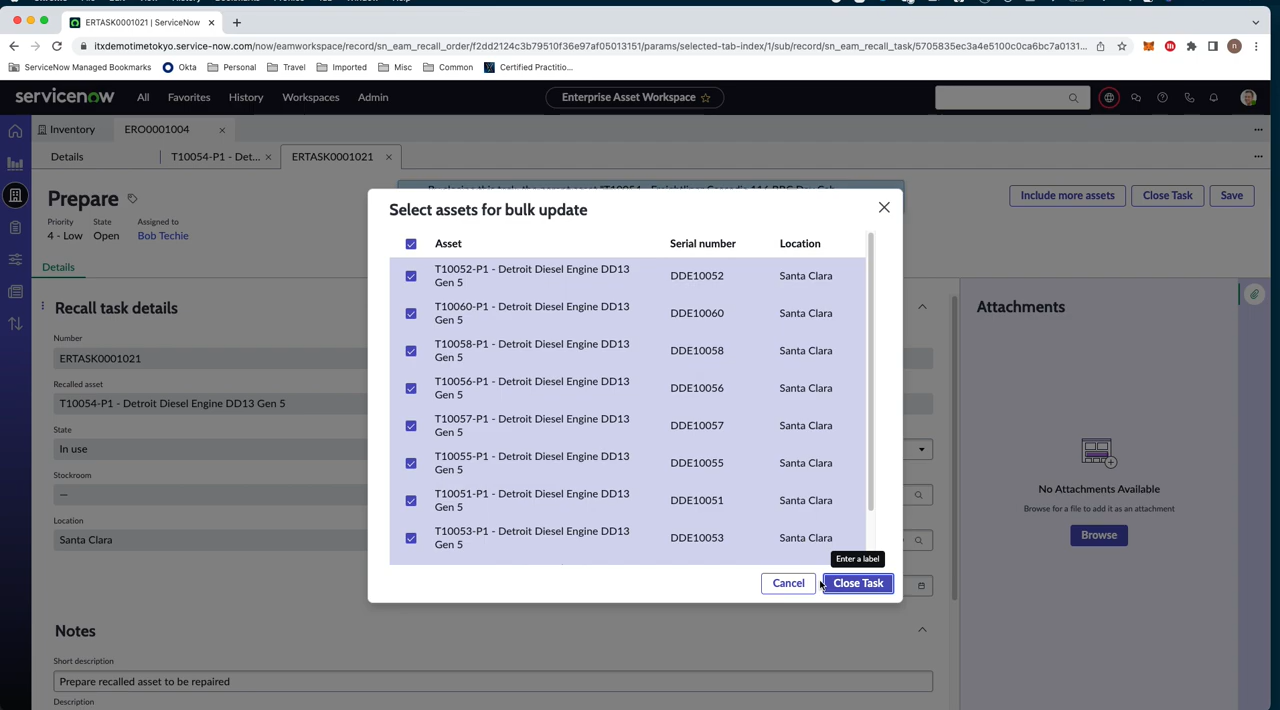 ERTASK0001021 | ServiceNow
itxdemotimetokyo.service-now.com/now/eamworkspace/record/sn_eam_recall_order/f2dd2124c3b79510f36e97af05013151/params/selected-tab-index/1/sub/record/sn_eam_recall_task/5705835ec3a4e5100c0ca6bc7a0131...
ServiceNow Managed Bookmarks Okta Personal Travel Imported Misc Common Certified Practitio...
servicenow All Favorites History Workspaces Admin Enterprise Asset Workspace
Inventory ERO0001004
Details T10054-P1 - Det... ERTASK0001021
Prepare
Include more assets Close Task Save
Priority State Assigned to
4 - Low Open Bob Techie
Details
Recall task details
Number
ERTASK0001021
Recalled asset
T10054-P1 - Detroit Diesel Engine DD13 Gen 5
State
In use
Stockroom
—
Location
Santa Clara
Notes
Short description
Prepare recalled asset to be repaired
Description
Select assets for bulk update
Asset Serial number Location
T10052-P1 - Detroit Diesel Engine DD13 DDE10052 Santa Clara
Gen 5
T10060-P1 - Detroit Diesel Engine DD13 DDE10060 Santa Clara
Gen 5
T10058-P1 - Detroit Diesel Engine DD13 DDE10058 Santa Clara
Gen 5
T10056-P1 - Detroit Diesel Engine DD13 DDE10056 Santa Clara
Gen 5
T10057-P1 - Detroit Diesel Engine DD13 DDE10057 Santa Clara
Gen 5
T10055-P1 - Detroit Diesel Engine DD13 DDE10055 Santa Clara
Gen 5
T10051-P1 - Detroit Diesel Engine DD13 DDE10051 Santa Clara
Gen 5
T10053-P1 - Detroit Diesel Engine DD13 DDE10053 Santa Clara
Gen 5
Enter a label
Cancel Close Task
Attachments
No Attachments Available
Browse for a file to add it as an attachment
Browse